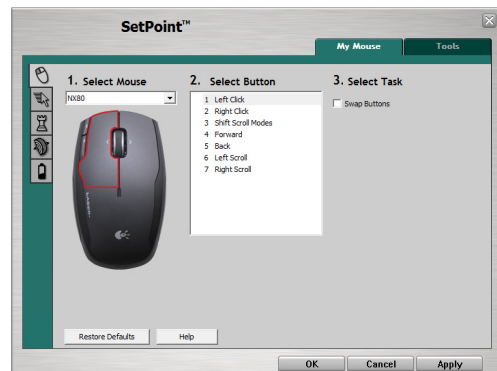 SetPoint™
My Mouse
Tools
1. Select Mouse
NX80
2. Select Button
1 Left Click
2 Right Click
3 Shift Scroll Modes
4 Forward
5 Back
6 Left Scroll
7 Right Scroll
3. Select Task
Swap Buttons
Restore Defaults
Help
OK
Cancel
Apply